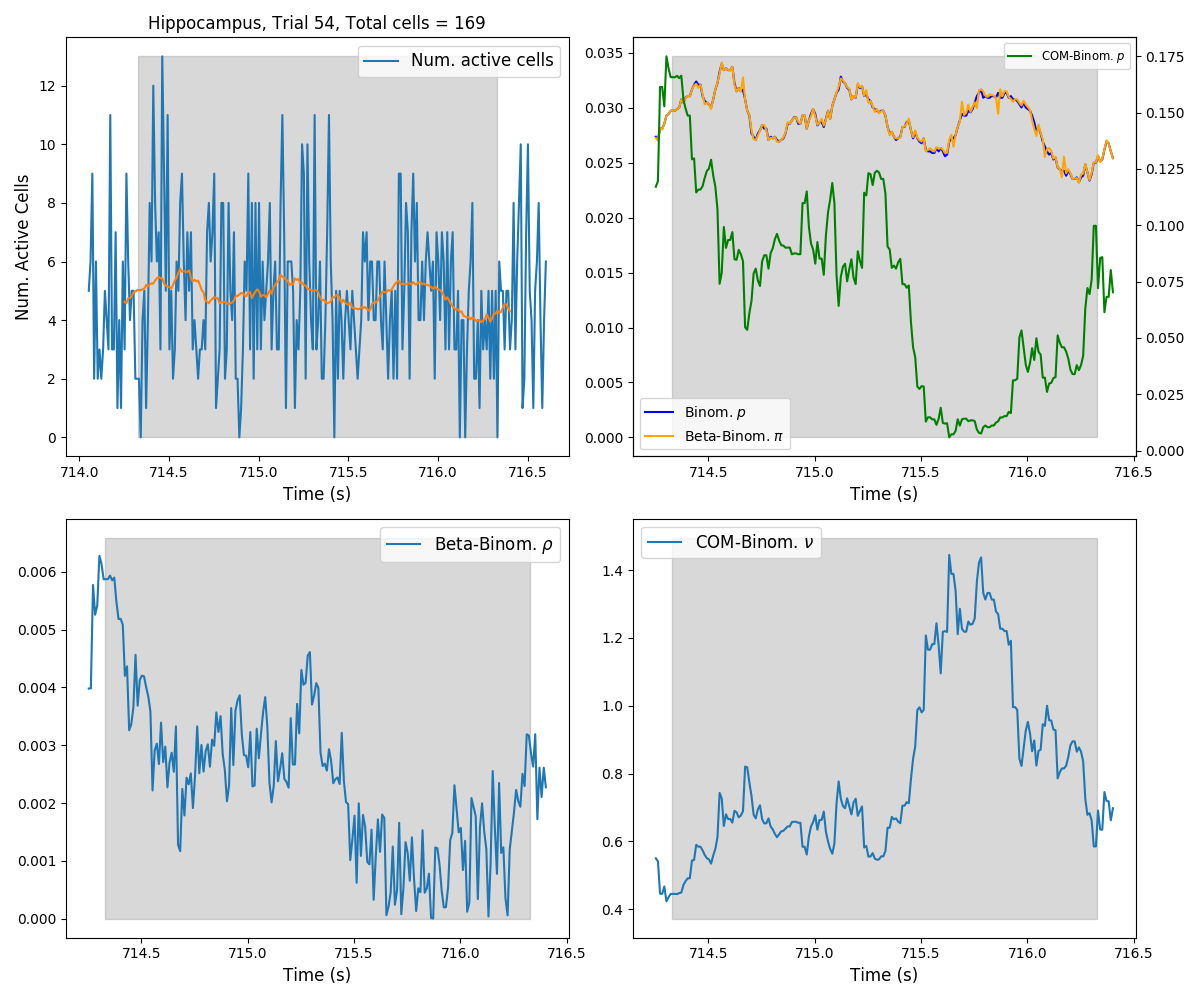 Hippocampus, Trial 54, Total cells = 169
Num. active cells
Num. Active Cells
12
10
8
6
4
2
0
714.0 714.5 715.0 715.5 716.0 716.5
Time (s)
COM-Binom. p
Binom. p
Beta-Binom. π
0.035
0.030
0.025
0.020
0.015
0.010
0.005
0.000
0.175
0.150
0.125
0.100
0.075
0.050
0.025
0.000
714.5 715.0 715.5 716.0 716.5
Time (s)
Beta-Binom. ρ
0.006
0.005
0.004
0.003
0.002
0.001
0.000
714.5 715.0 715.5 716.0 716.5
Time (s)
COM-Binom. ν
1.4
1.2
1.0
0.8
0.6
0.4
714.5 715.0 715.5 716.0 716.5
Time (s)